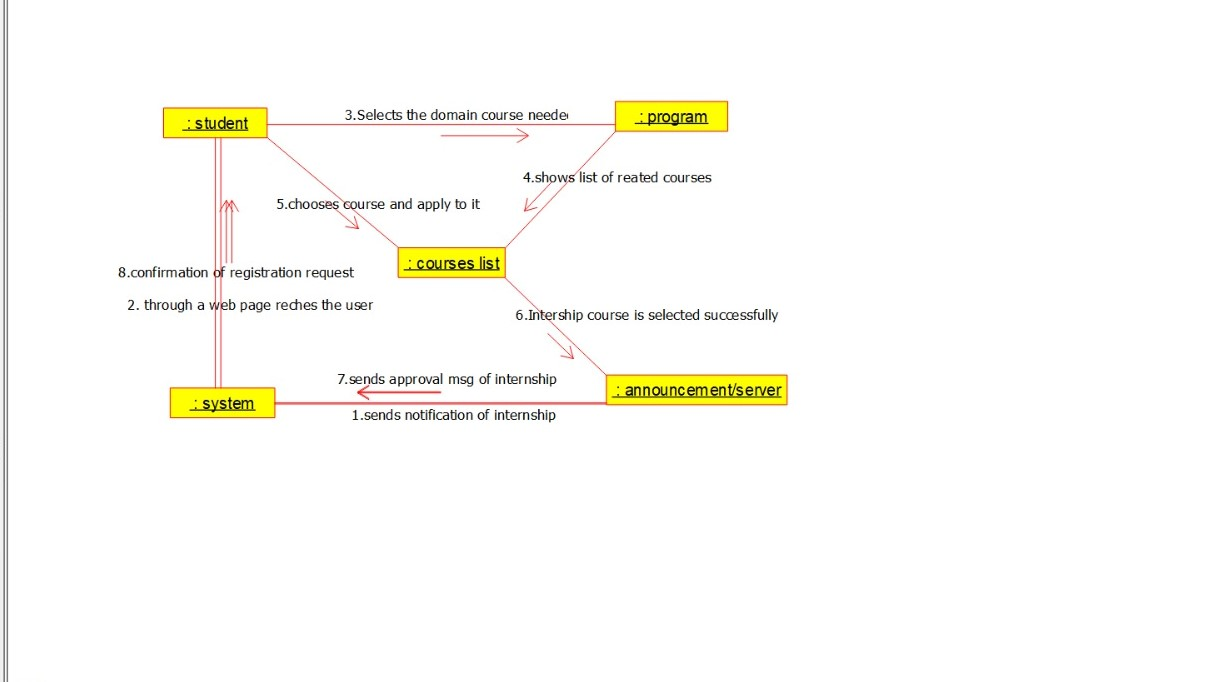 3.Selects the domain course neede
: student
: program
4.shows list of reated courses
5.chooses course and apply to it
: courses list
8.confirmation of registration request
2. through a web page reches the user
6.Intership course is selected successfully
7.sends approval msg of internship
: announcement/server
: system
1.sends notification of internship